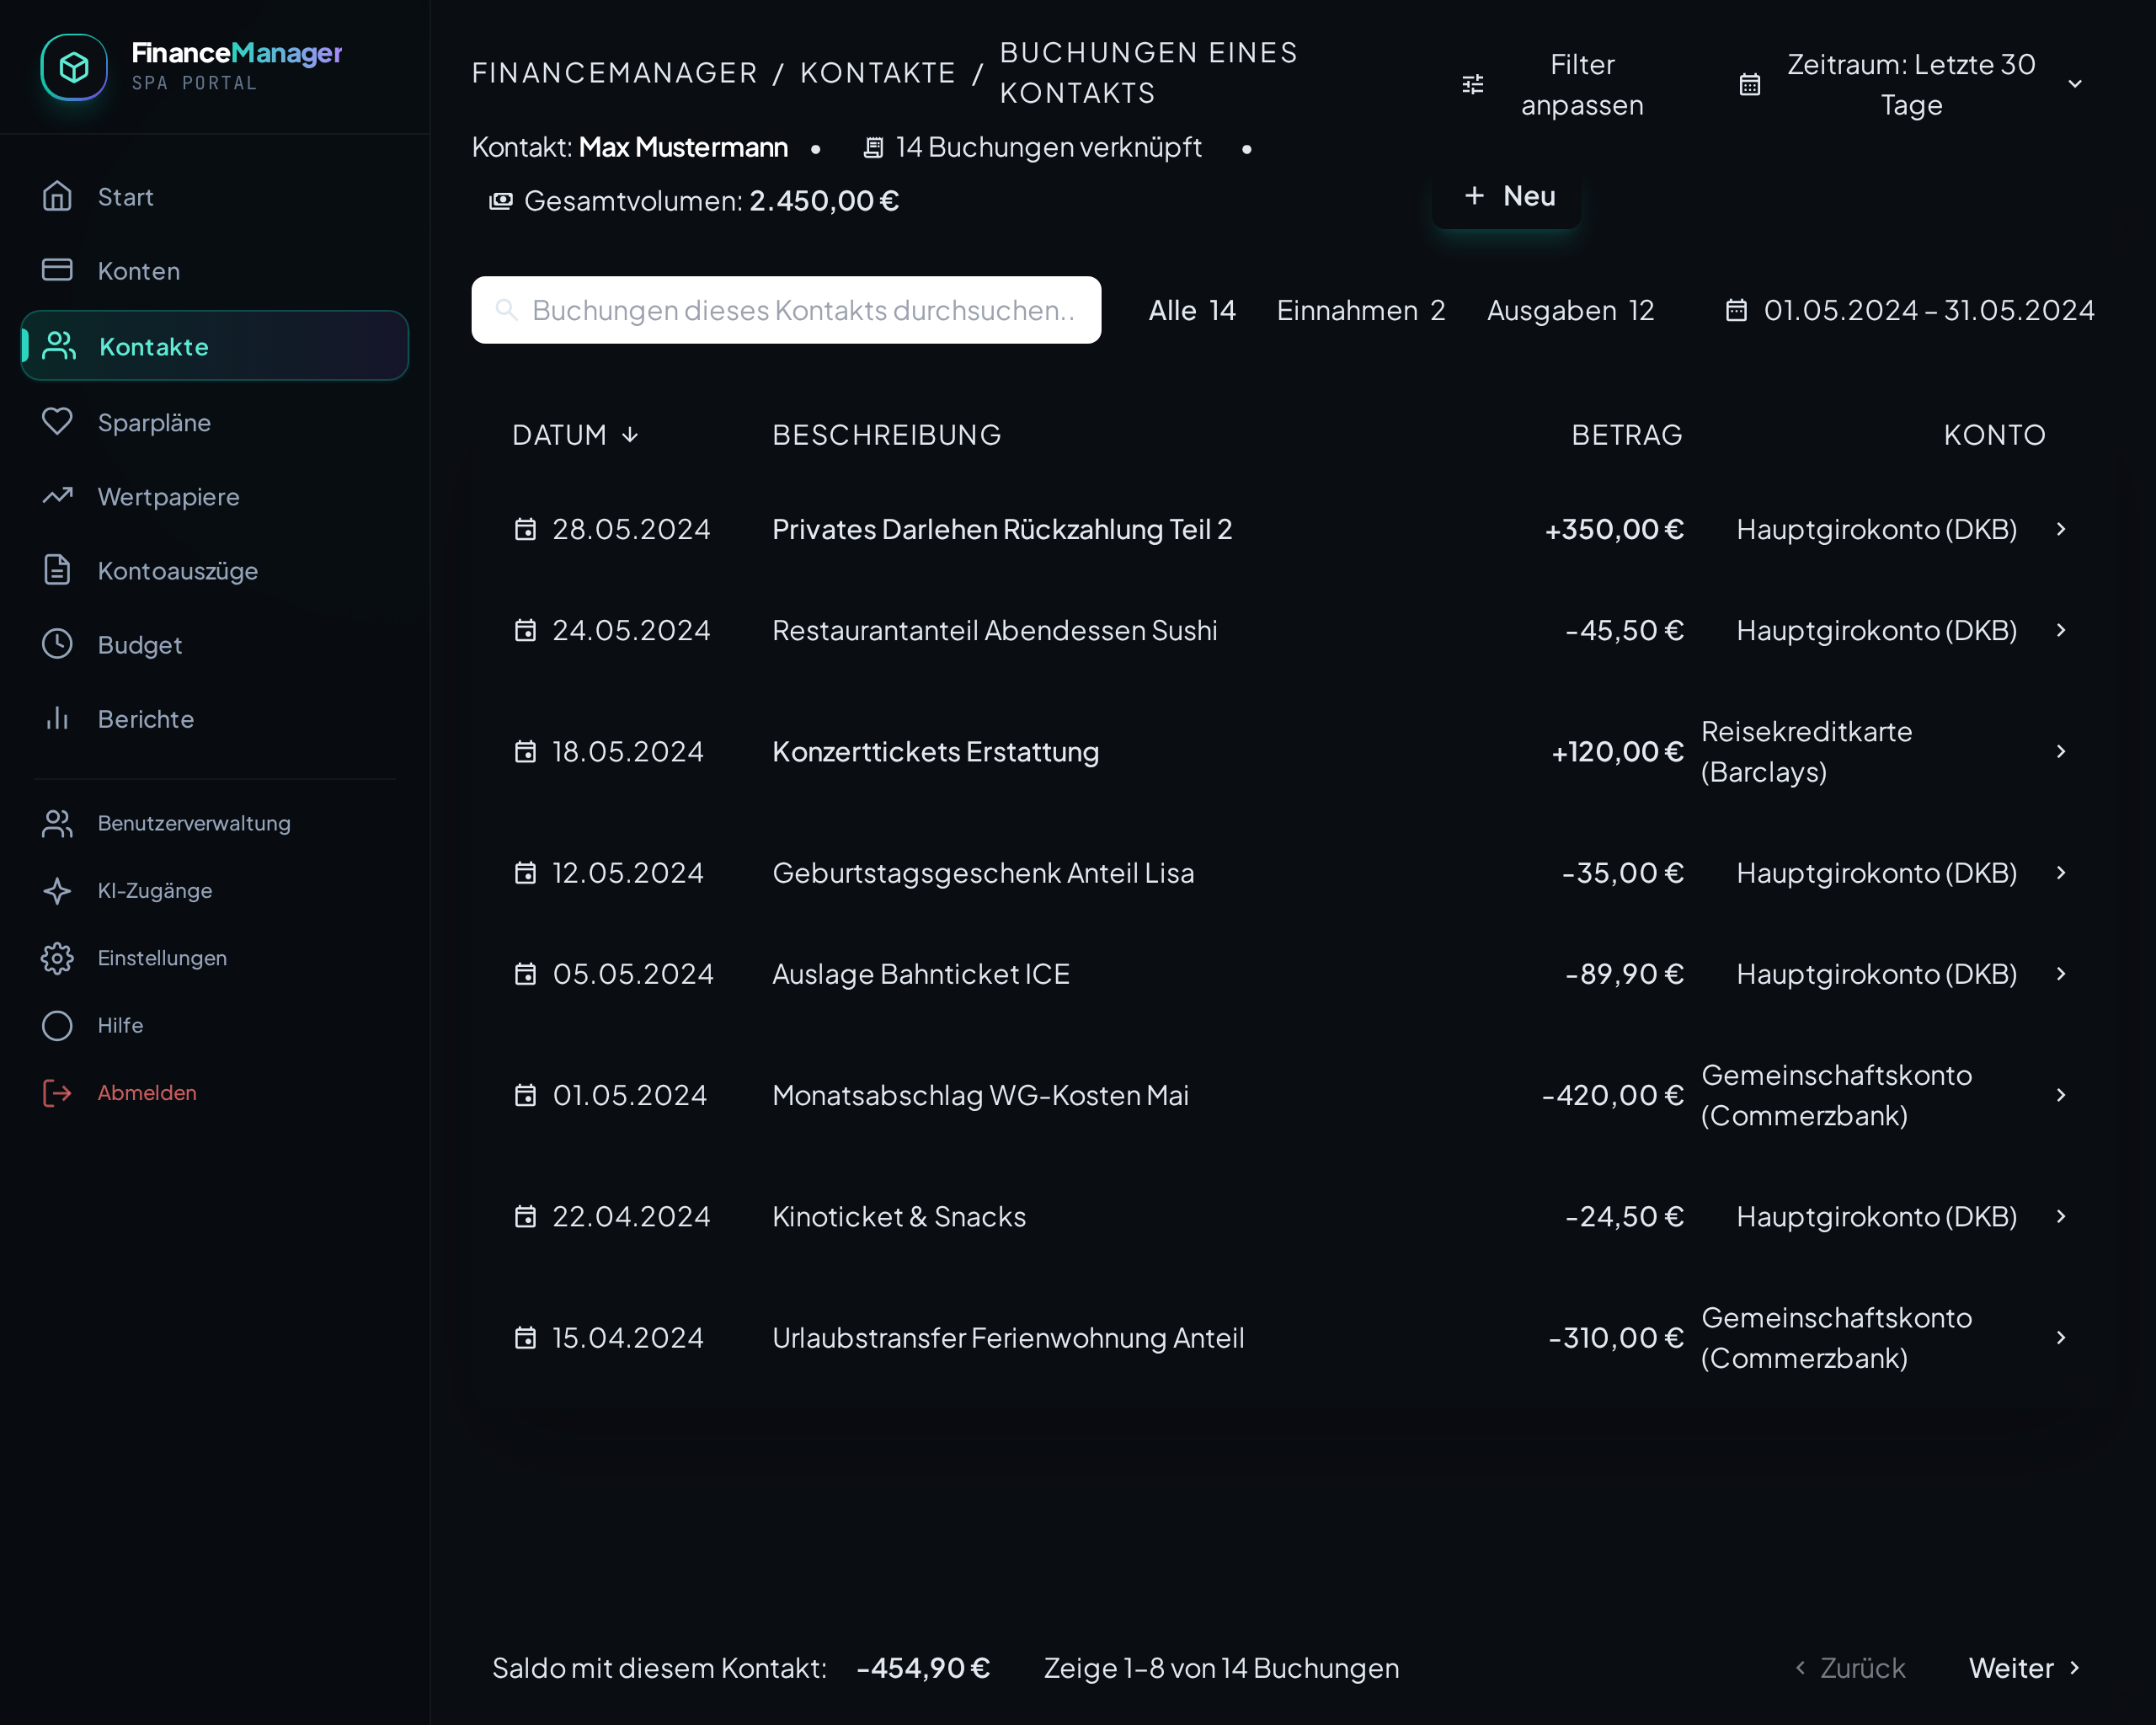 FinanceManager
SPA PORTAL
Start
Konten
Kontakte
Sparpläne
Wertpapiere
Kontoauszüge
Budget
Berichte
Benutzerverwaltung
KI-Zugänge
Einstellungen
Hilfe
Abmelden
FINANCEMANAGER / KONTAKTE / BUCHUNGEN EINES
KONTAKTS
Filter
anpassen
Zeitraum: Letzte 30
Tage
Kontakt: Max Mustermann • 14 Buchungen verknüpft •
Gesamtvolumen: 2.450,00 €
+ Neu
Buchungen dieses Kontakts durchsuchen..
Alle 14 Einnahmen 2 Ausgaben 12 01.05.2024 – 31.05.2024
DATUM ↓ BESCHREIBUNG BETRAG KONTO
28.05.2024 Privates Darlehen Rückzahlung Teil 2 +350,00 € Hauptgirokonto (DKB)
24.05.2024 Restaurantanteil Abendessen Sushi -45,50 € Hauptgirokonto (DKB)
18.05.2024 Konzerttickets Erstattung +120,00 € Reisekreditkarte
(Barclays)
12.05.2024 Geburtstagsgeschenk Anteil Lisa -35,00 € Hauptgirokonto (DKB)
05.05.2024 Auslage Bahnticket ICE -89,90 € Hauptgirokonto (DKB)
01.05.2024 Monatsabschlag WG-Kosten Mai -420,00 € Gemeinschaftskonto
(Commerzbank)
22.04.2024 Kinoticket & Snacks -24,50 € Hauptgirokonto (DKB)
15.04.2024 Urlaubstransfer Ferienwohnung Anteil -310,00 € Gemeinschaftskonto
(Commerzbank)
Saldo mit diesem Kontakt: -454,90 € Zeige 1-8 von 14 Buchungen Zurück Weiter